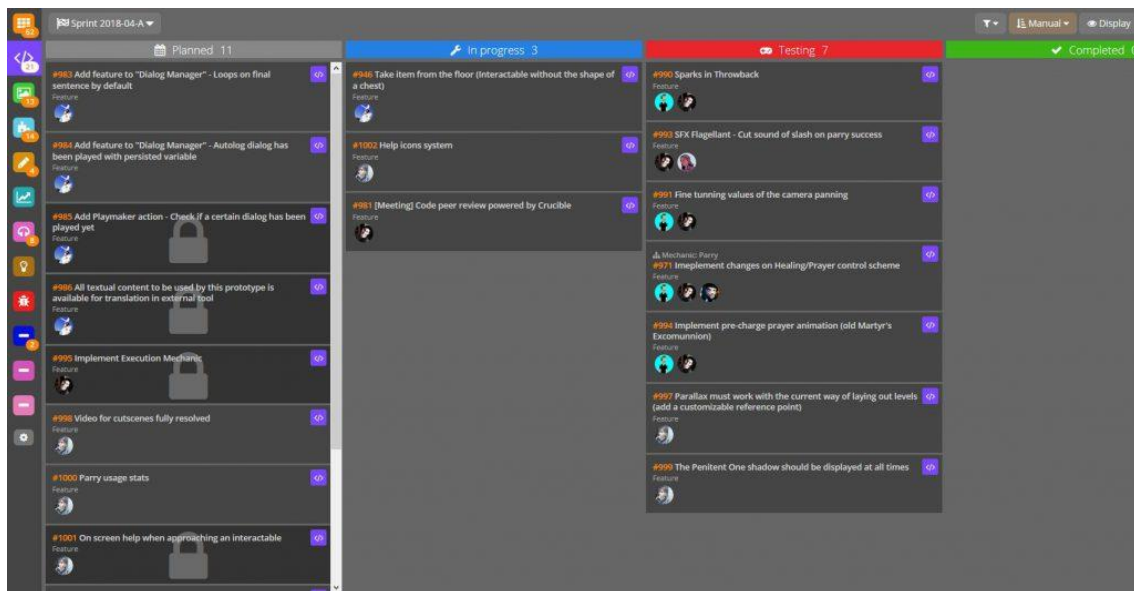 52
Sprint 2018-04-A
Manual
Display
21
13
14
4
8
2
Planned 11
#983 Add feature to "Dialog Manager" - Loops on final
sentence by default
Feature
#984 Add feature to "Dialog Manager" - Autolog dialog has
been played with persisted variable
Feature
#985 Add Playmaker action - Check if a certain dialog has been
played yet
Feature
#986 All textual content to be used by this prototype is
available for translation in external tool
Feature
#995 Implement Execution Mechanic
Feature
#998 Video for cutscenes fully resolved
Feature
#1000 Parry usage stats
Feature
#1001 On screen help when approaching an interactable
Feature
In progress 3
#946 Take item from the floor (Interactable without the shape of
a chest)
Feature
#1002 Help icons system
Feature
#981 [Meeting] Code peer review powered by Crucible
Feature
Testing 7
#990 Sparks in Throwback
Feature
#993 SFX Flagellant - Cut sound of slash on parry success
Feature
#991 Fine tunning values of the camera panning
Feature
Mechanic: Parry
#971 Imeplement changes on Healing/Prayer control scheme
Feature
#994 Implement pre-charge prayer animation (old Martyr's
Excomunnion)
Feature
#997 Parallax must work with the current way of laying out levels
(add a customizable reference point)
Feature
#999 The Penitent One shadow should be displayed at all times
Feature
Completed